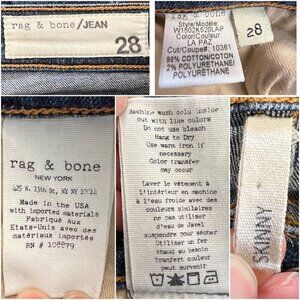 rag & bone/JEAN
28
rag & bone
Style/Modèle
W1502K520LAP
Color/Couleur
LA PAZ
Cut/Coupe#: 10361
98% COTTON/COTON
2% POLYURETHANE/
POLYURÉTHANE
28
rag & bone
NEW YORK
425 W. 13th St, NY NY 10014
Made in the USA
with imported materials
Fabriqué Aux
Etats-Unis avec des
matériaux importés
RN # 108879
Machine wash cold inside
out with like colors
Do not use bleach
Hang to Dry
Use warm iron if
necessary
Color transfer
may occur
Laver le vêtement à
l'intérieur en machine
à l'eau froide avec des
couleurs similaires
ne pas utiliser
d'eau de Javel
suspendre pour sécher
Utiliser un fer
chaud au besoin
Transfert couleur
peut survenir
SKINNY